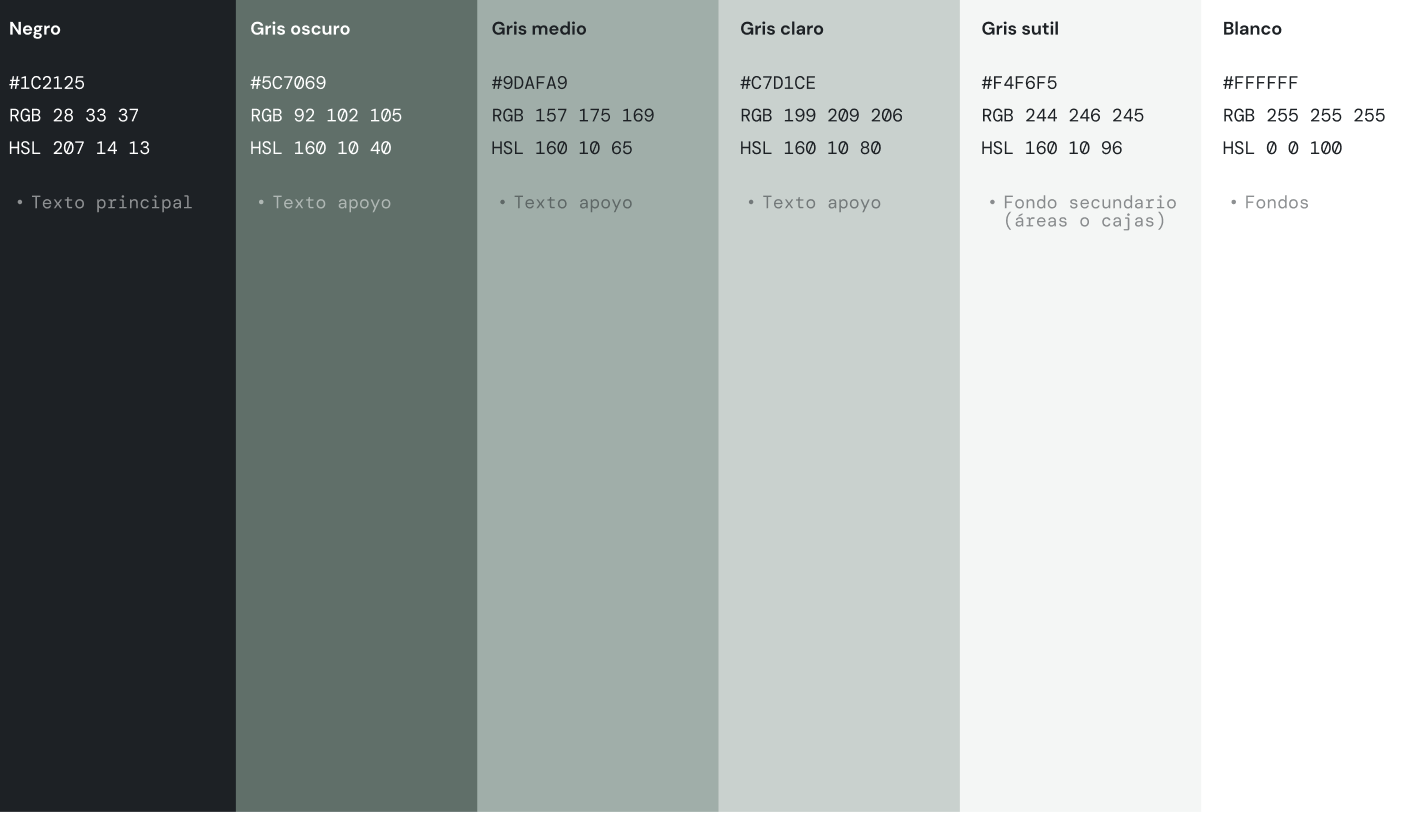 Negro
#1C2125
RGB 28 33 37
HSL 207 14 13
• Texto principal
Gris oscuro
#5C7069
RGB 92 102 105
HSL 160 10 40
• Texto apoyo
Gris medio
#9DAFA9
RGB 157 175 169
HSL 160 10 65
• Texto apoyo
Gris claro
#C7D1CE
RGB 199 209 206
HSL 160 10 80
• Texto apoyo
Gris sutil
#F4F6F5
RGB 244 246 245
HSL 160 10 96
• Fondo secundario
(áreas o cajas)
Blanco
#FFFFFF
RGB 255 255 255
HSL 0 0 100
• Fondos